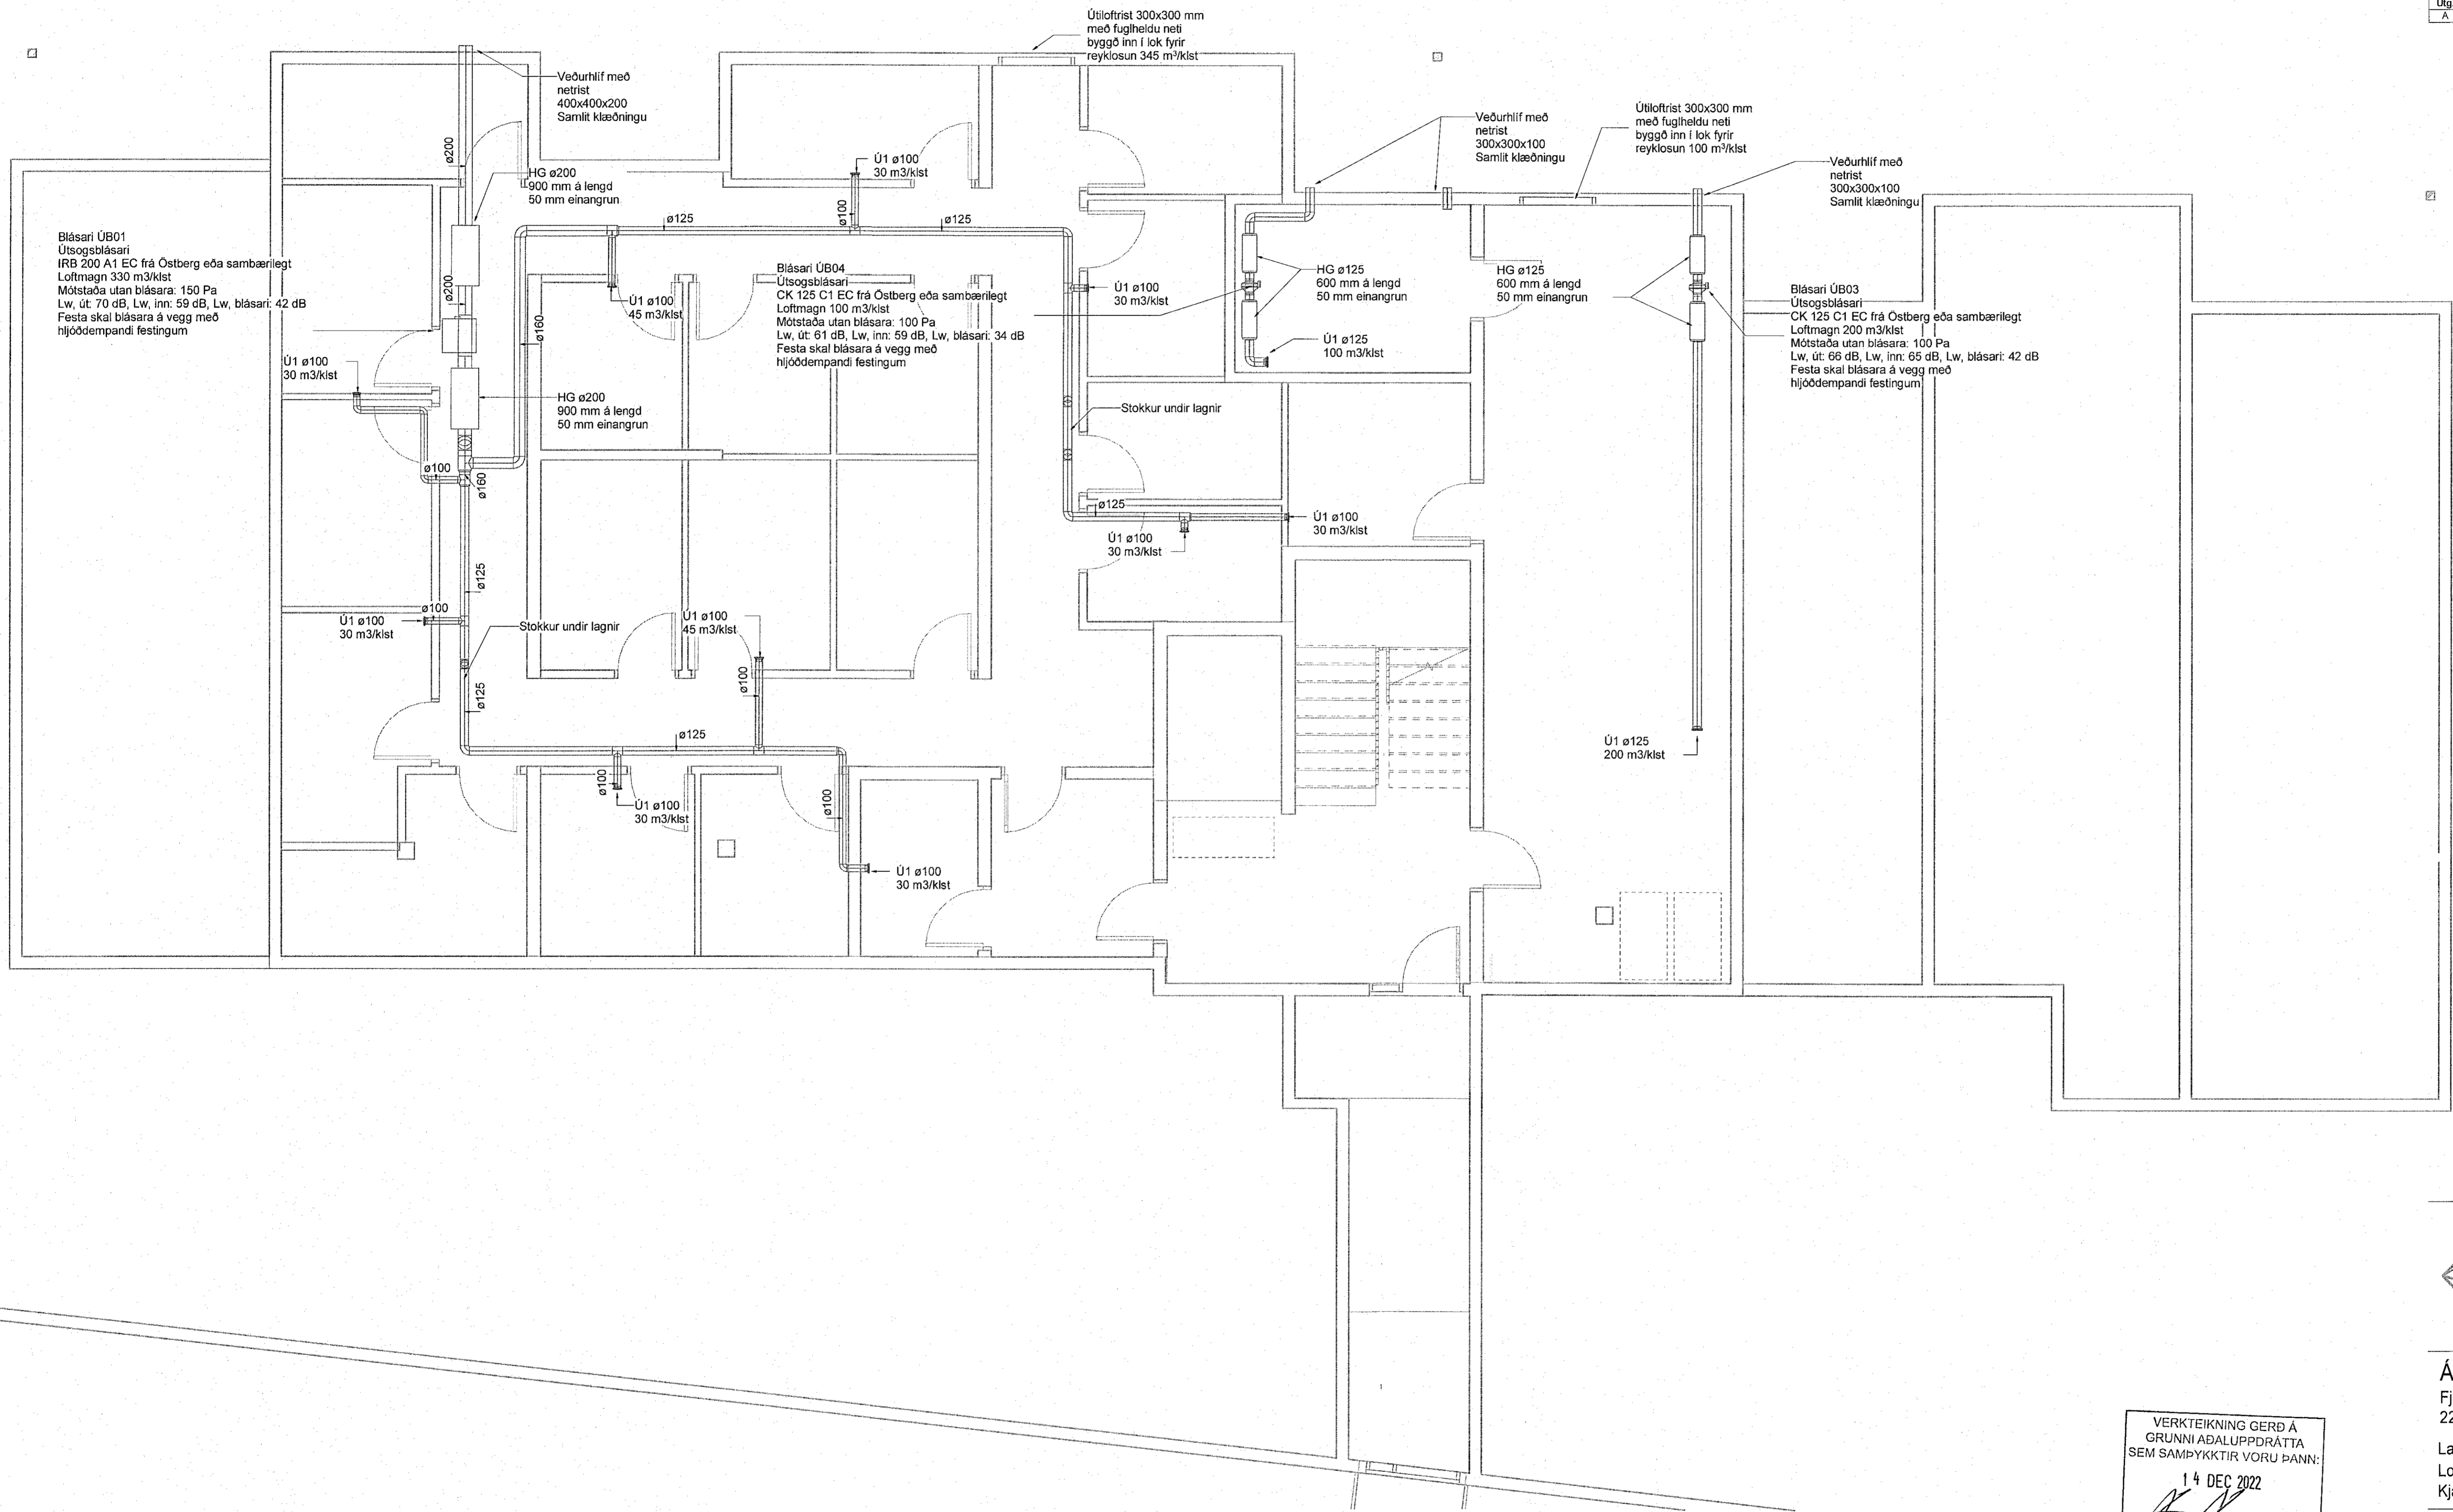 Útg.
A
Útiloftrist 300x300 mm
með fuglheldu neti
byggð inn í lok fyrir
reyklosun 345 m³/klst
Veðurhlíf með
netrist
400x400x200
Samlit klæðningu
Veðurhlíf með
netrist
300x300x100
Samlit klæðningu
Útiloftrist 300x300 mm
með fuglheldu neti
byggð inn í lok fyrir
reyklosun 100 m³/klst
Veðurhlíf með
netrist
300x300x100
Samlit klæðningu
ø200
HG ø200
900 mm á lengd
50 mm einangrun
Ú1 ø100
30 m3/klst
ø100
ø125
ø125
Blásari ÚB01
Útsogsblásari
IRB 200 A1 EC frá Östberg eða sambærilegt
Loftmagn 330 m3/klst
Mótstaða utan blásara: 150 Pa
Lw, út: 70 dB, Lw, inn: 59 dB, Lw, blásari: 42 dB
Festa skal blásara á vegg með
hljóðdempandi festingum
ø200
ø160
Ú1 ø100
45 m3/klst
Blásari ÚB04
Útsogsblásari
CK 125 C1 EC frá Östberg eða sambærilegt
Loftmagn 100 m3/klst
Mótstaða utan blásara: 100 Pa
Lw, út: 61 dB, Lw, inn: 59 dB, Lw, blásari: 34 dB
Festa skal blásara á vegg með
hljóðdempandi festingum
Ú1 ø100
30 m3/klst
HG ø125
600 mm á lengd
50 mm einangrun
HG ø125
600 mm á lengd
50 mm einangrun
Blásari ÚB03
Útsogsblásari
CK 125 C1 EC frá Östberg eða sambærilegt
Loftmagn 200 m3/klst
Mótstaða utan blásara: 100 Pa
Lw, út: 66 dB, Lw, inn: 65 dB, Lw, blásari: 42 dB
Festa skal blásara á vegg með
hljóðdempandi festingum
Ú1 ø125
100 m3/klst
Ú1 ø100
30 m3/klst
HG ø200
900 mm á lengd
50 mm einangrun
Stokkur undir lagnir
ø100
ø160
ø125
Ú1 ø100
30 m3/klst
Ú1 ø100
30 m3/klst
ø125
ø100
Ú1 ø100
30 m3/klst
Stokkur undir lagnir
Ú1 ø100
45 m3/klst
ø100
ø125
ø125
Ú1 ø125
200 m3/klst
ø100
Ú1 ø100
30 m3/klst
ø100
Ú1 ø100
30 m3/klst
VERKTEIKNING GERÐ Á
GRUNNI AÐALUPPDRÁTTA
SEM SAMÞYKKTIR VORU ÞANN:
14 DEC 2022
Á
Fj
22
La
Lo
Kja